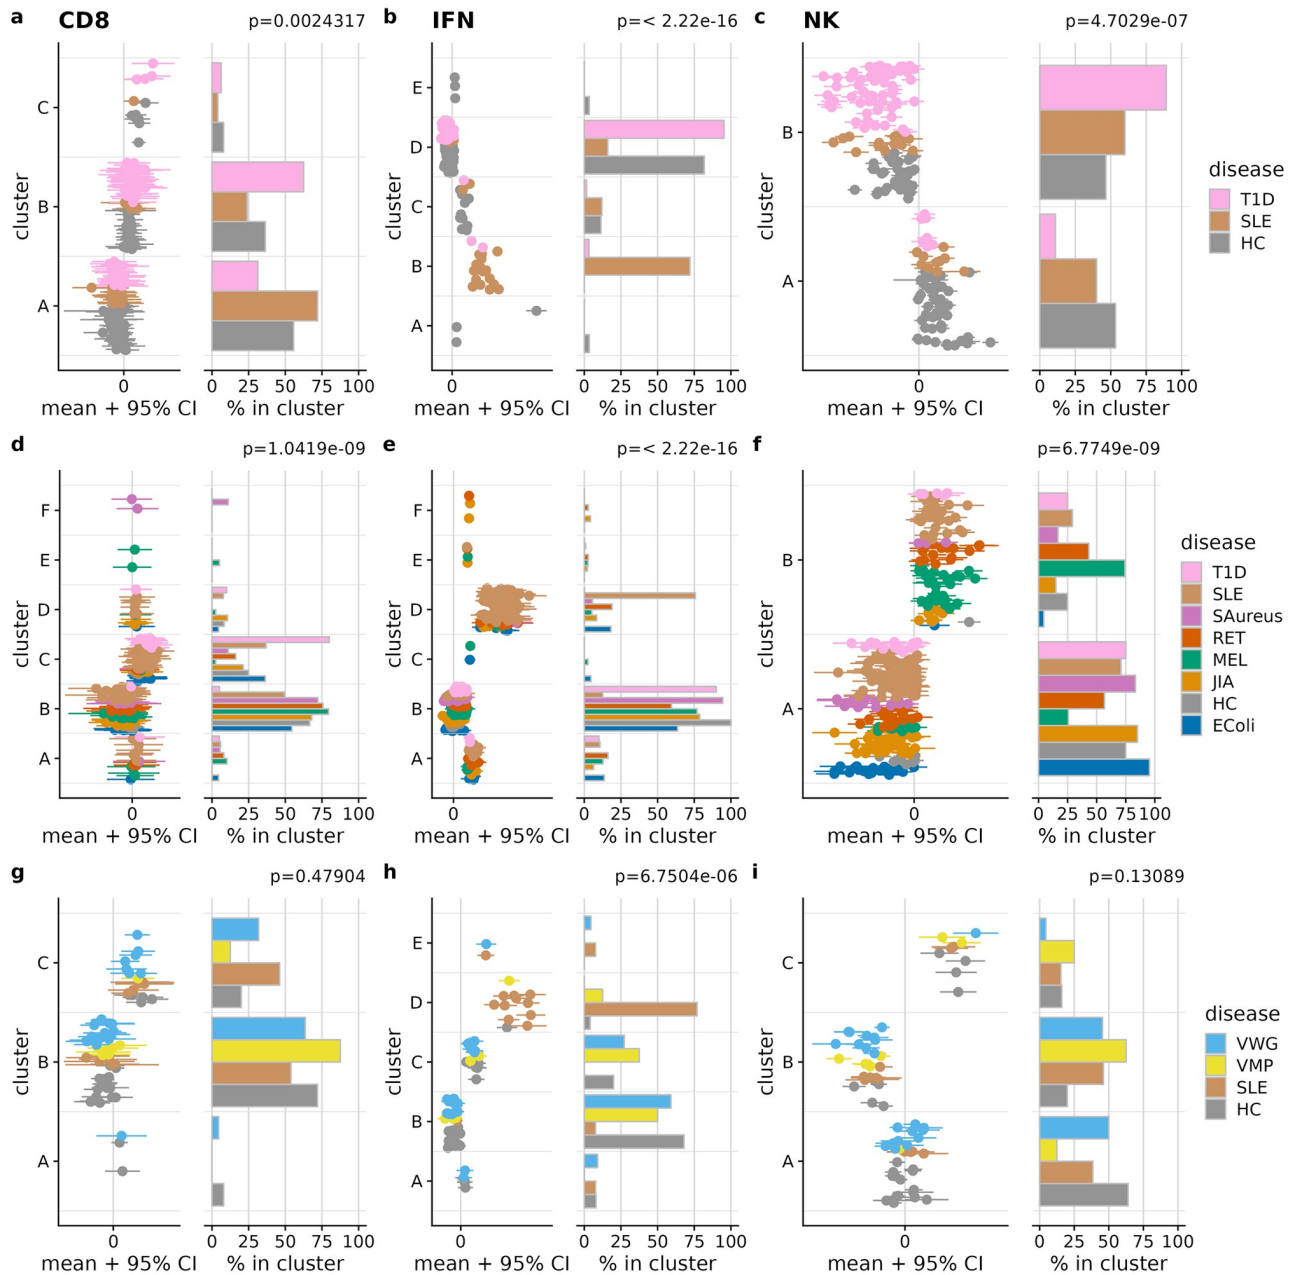 a CD8 p=0.0024317
b IFN p=< 2.22e-16
c NK p=4.7029e-07
cluster
C
B
A
0
0 25 50 75 100
mean + 95% CI
% in cluster
cluster
E
D
C
B
A
0
0 25 50 75 100
mean + 95% CI
% in cluster
cluster
B
A
0
0 25 50 75 100
mean + 95% CI
% in cluster
disease
T1D
SLE
HC
d p=1.0419e-09
e p=< 2.22e-16
f p=6.7749e-09
cluster
F
E
D
C
B
A
0
0 25 50 75 100
mean + 95% CI
% in cluster
cluster
F
E
D
C
B
A
0
0 25 50 75 100
mean + 95% CI
% in cluster
cluster
B
A
0
0 25 50 75 100
mean + 95% CI
% in cluster
disease
T1D
SLE
SAureus
RET
MEL
JIA
HC
EColi
g p=0.47904
h p=6.7504e-06
i p=0.13089
cluster
C
B
A
0
0 25 50 75 100
mean + 95% CI
% in cluster
cluster
E
D
C
B
A
0
0 25 50 75 100
mean + 95% CI
% in cluster
cluster
C
B
A
0
0 25 50 75 100
mean + 95% CI
% in cluster
disease
VWG
VMP
SLE
HC